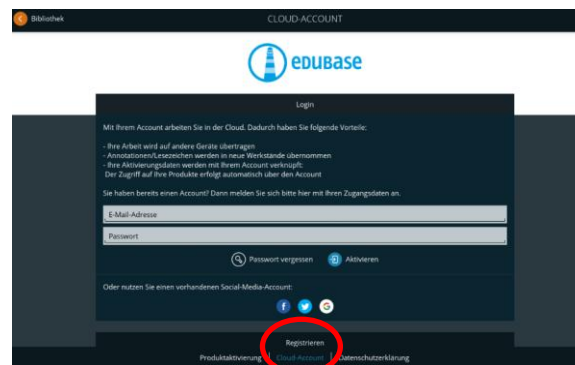 Bibliothek
CLOUD-ACCOUNT
EDUBASE
Login
Mit Ihrem Account arbeiten Sie in der Cloud. Dadurch haben Sie folgende Vorteile:
- Ihre Arbeit wird auf andere Geräte übertragen
- Annotationen/Lesezeichen werden in neue Werkstände übernommen
- Ihre Aktivierungsdaten werden mit Ihrem Account verknüpft:
Der Zugriff auf Ihre Produkte erfolgt automatisch über den Account
Sie haben bereits einen Account? Dann melden Sie sich bitte hier mit Ihren Zugangsdaten an.
E-Mail-Adresse
Passwort
Passwort vergessen Aktivieren
Oder nutzen Sie einen vorhandenen Social-Media-Account:
Registrieren
Produktaktivierung | Cloud-Account | Datenschutzerklärung